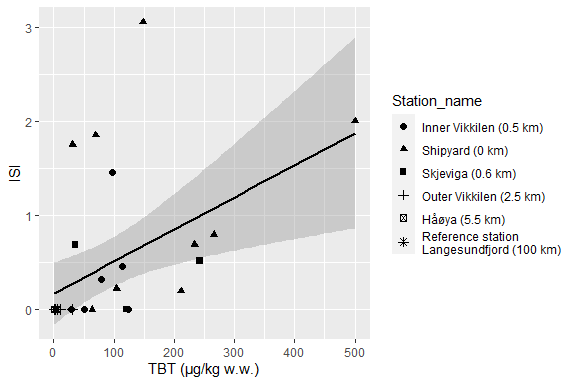 3
2
1
0
ISI
0
100
200
300
400
500
TBT (µg/kg w.w.)
Station_name
Inner Vikkilen (0.5 km)
Shipyard (0 km)
Skjeviga (0.6 km)
Outer Vikkilen (2.5 km)
Håøya (5.5 km)
Reference station
Langesundfjord (100 km)